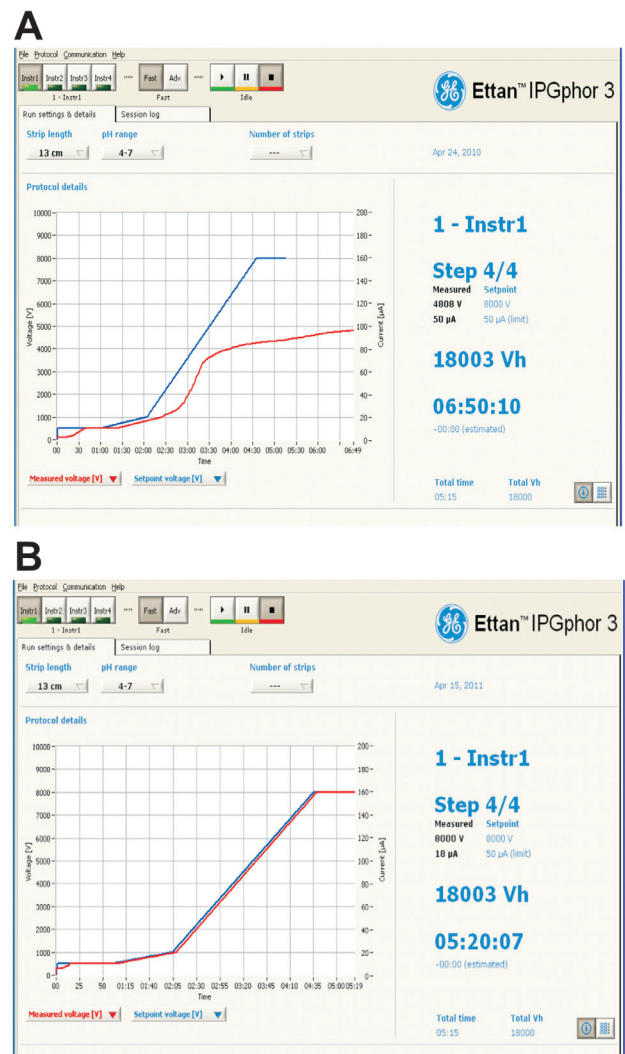 A
File Protocol Communication Help
Instr1 Instr2 Instr3 Instr4 Fast Adv
1 - Instr1 Fast Idle
Ettan™ IPGphor 3
Run settings & details Session log
Strip length pH range Number of strips
13 cm 4-7 --- Apr 24, 2010
Protocol details
10000 9000 8000 7000 6000 5000 4000 3000 2000 1000 0
Voltage [V]
200 180 160 140 120 100 80 60 40 20 0
Current [µA]
00 30 01:00 01:30 02:00 02:30 03:00 03:30 04:00 04:30 05:00 05:30 06:00 06:49
Time
Measured voltage [V] Setpoint voltage [V]
1 - Instr1
Step 4/4
Measured Setpoint
4808 V 8000 V
50 µA 50 µA (limit)
18003 Vh
06:50:10
-00:00 (estimated)
Total time Total Vh
05:15 18000
B
File Protocol Communication Help
Instr1 Instr2 Instr3 Instr4 Fast Adv
1 - Instr1 Fast Idle
Ettan™ IPGphor 3
Run settings & details Session log
Strip length pH range Number of strips
13 cm 4-7 --- Apr 15, 2011
Protocol details
10000 9000 8000 7000 6000 5000 4000 3000 2000 1000 0
Voltage [V]
200 180 160 140 120 100 80 60 40 20 0
Current [µA]
00 25 50 01:15 01:40 02:05 02:30 02:55 03:20 03:45 04:10 04:35 05:00 05:19
Time
Measured voltage [V] Setpoint voltage [V]
1 - Instr1
Step 4/4
Measured Setpoint
8000 V 8000 V
18 µA 50 µA (limit)
18003 Vh
05:20:07
-00:00 (estimated)
Total time Total Vh
05:15 18000